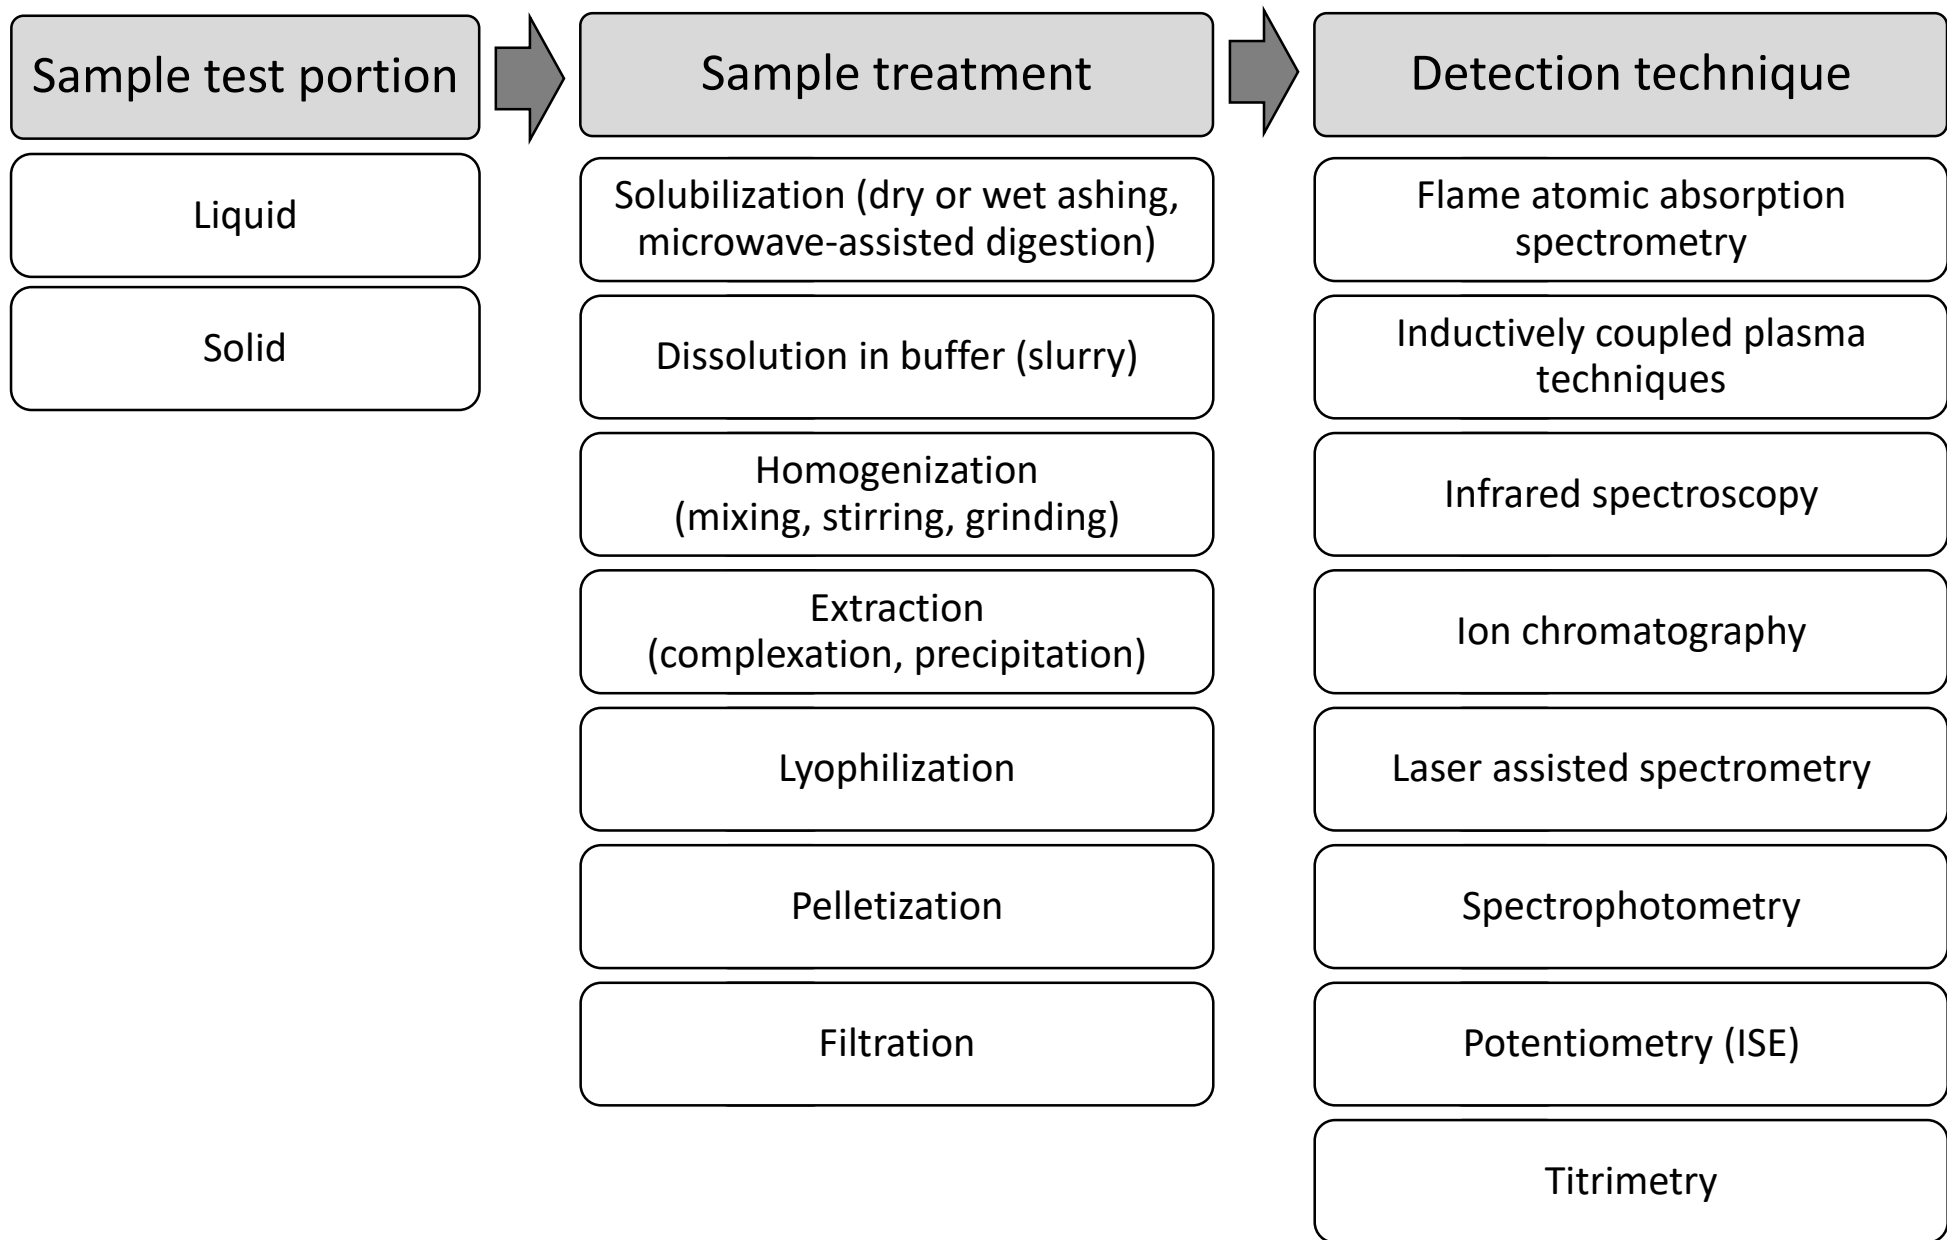 Sample test portion
Liquid
Solid
Sample treatment
Solubilization (dry or wet ashing,
microwave-assisted digestion)
Dissolution in buffer (slurry)
Homogenization
(mixing, stirring, grinding)
Extraction
(complexation, precipitation)
Lyophilization
Pelletization
Filtration
Detection technique
Flame atomic absorption
spectrometry
Inductively coupled plasma
techniques
Infrared spectroscopy
Ion chromatography
Laser assisted spectrometry
Spectrophotometry
Potentiometry (ISE)
Titrimetry